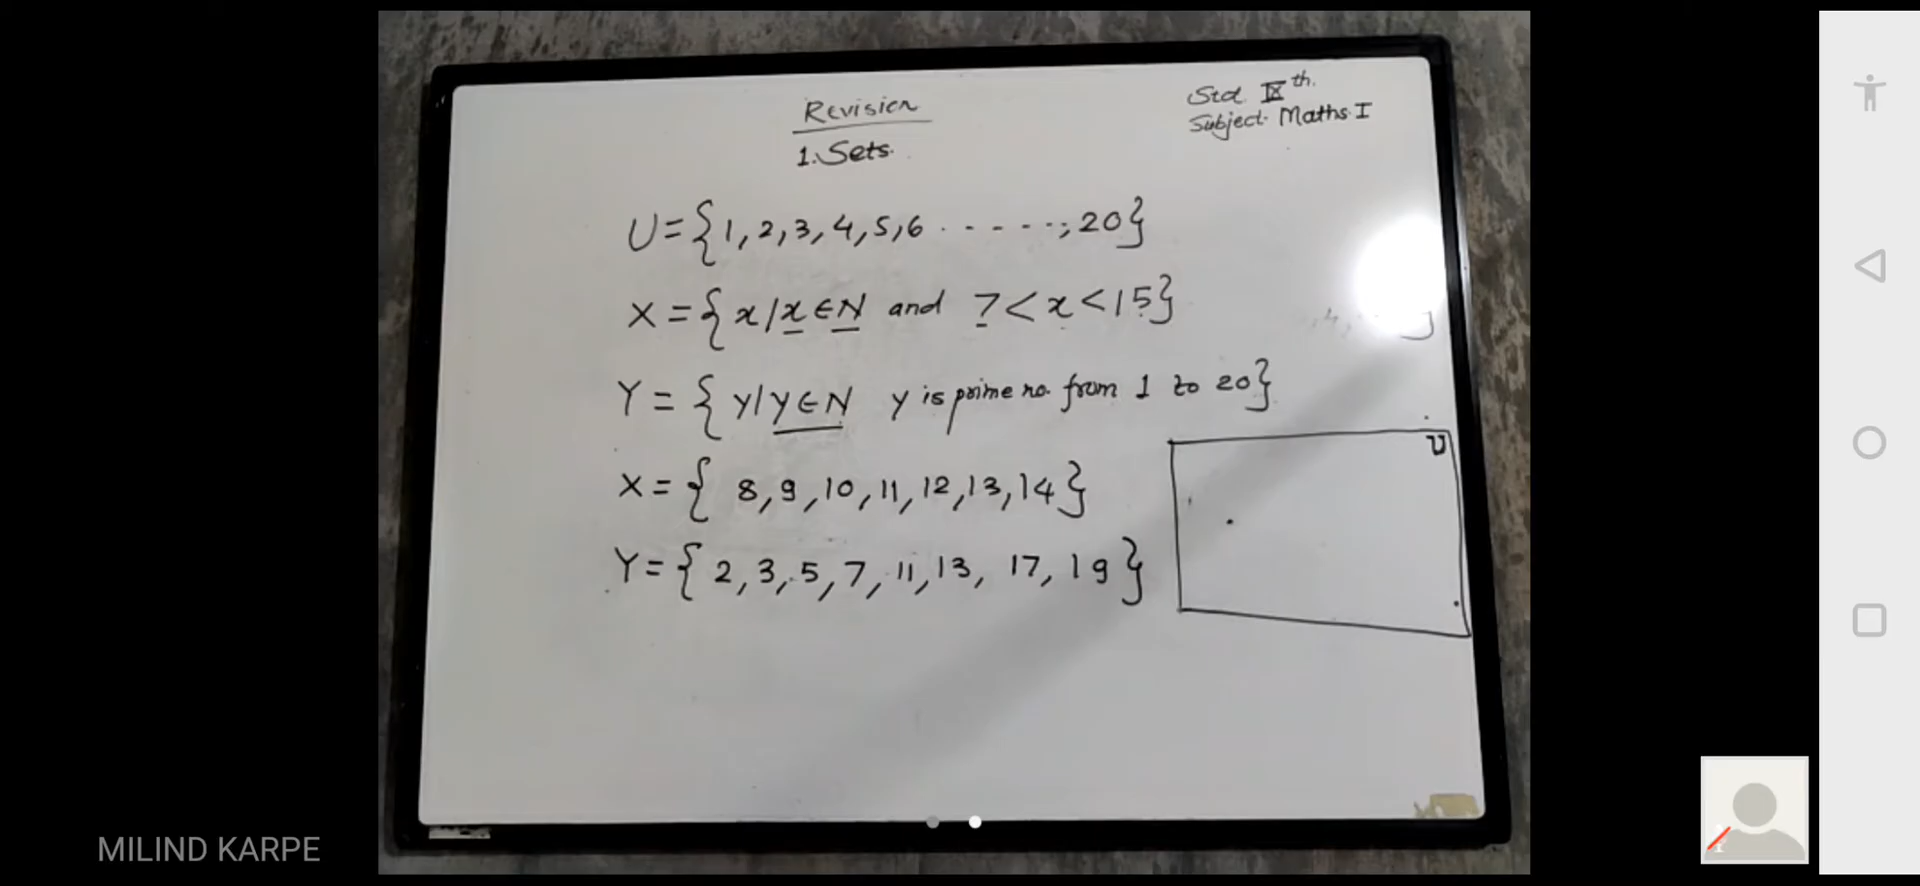 Revision
1. Sets.
Std IXth.
Subject. Maths. I
U = {1, 2, 3, 4, 5, 6 . - - - - - ; 20}
X = {x/x ∈ N and 7 < x < 15}
Y = {y/y ∈ N y is prime no. from 1 to 20}
X = {8, 9, 10, 11, 12, 13, 14}
Y = {2, 3, 5, 7, 11, 13, 17, 19}
U
MILIND KARPE